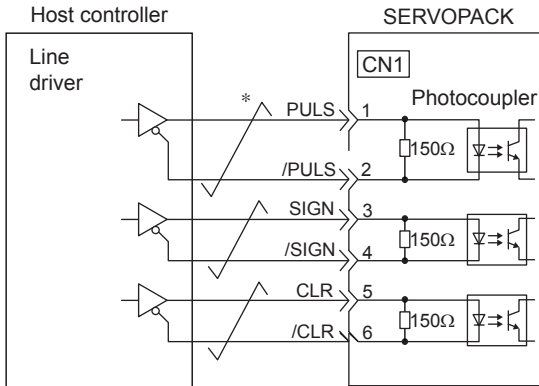 Host controller
SERVOPACK
Line
driver
CN1
Photocoupler
*
PULS 1
150Ω
/PULS 2
SIGN 3
150Ω
/SIGN 4
CLR 5
150Ω
/CLR 6